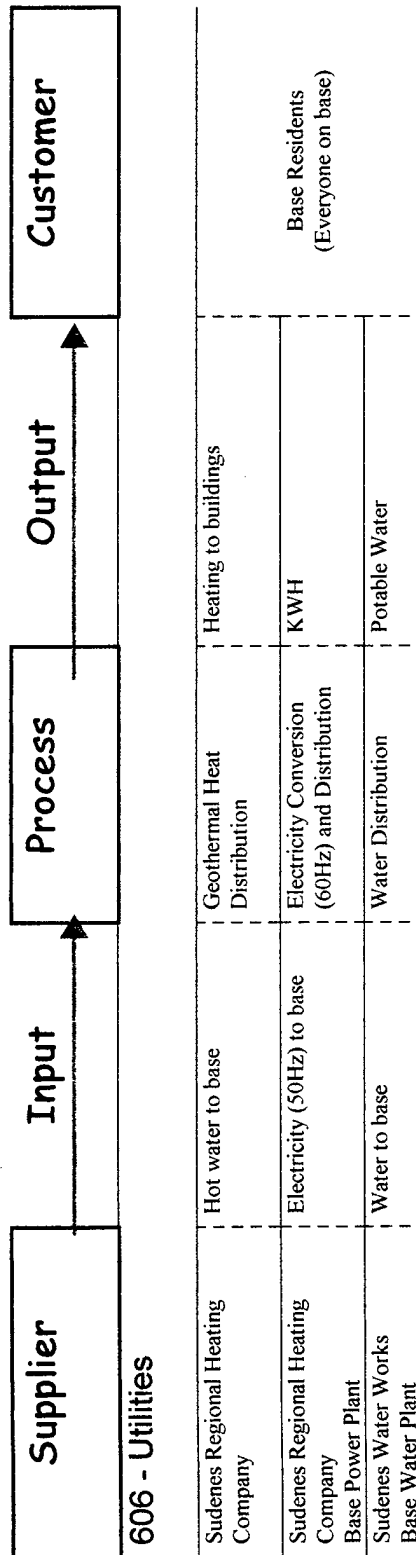 Supplier
Input
Process
Output
Customer
606 - Utilities
Sudenes Regional Heating
Company
Hot water to base
Geothermal Heat
Distribution
Heating to buildings
Sudenes Regional Heating
Company
Base Power Plant
Electricity (50Hz) to base
Electricity Conversion
(60Hz) and Distribution
KWH
Sudenes Water Works
Base Water Plant
Water to base
Water Distribution
Potable Water
Base Residents
(Everyone on base)